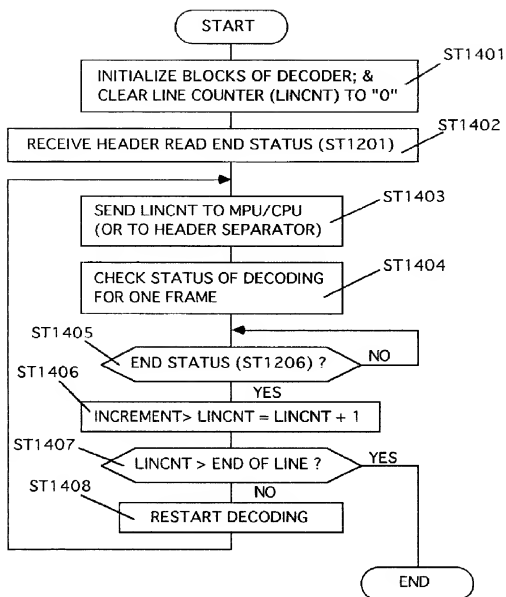 START
ST1401
INITIALIZE BLOCKS OF DECODER; &
CLEAR LINE COUNTER (LINCNT) TO "0"
ST1402
RECEIVE HEADER READ END STATUS (ST1201)
ST1403
SEND LINCNT TO MPU/CPU
(OR TO HEADER SEPARATOR)
ST1404
CHECK STATUS OF DECODING
FOR ONE FRAME
ST1405
END STATUS (ST1206) ?
NO
YES
ST1406
INCREMENT> LINCNT = LINCNT + 1
ST1407
LINCNT > END OF LINE ?
YES
NO
ST1408
RESTART DECODING
END